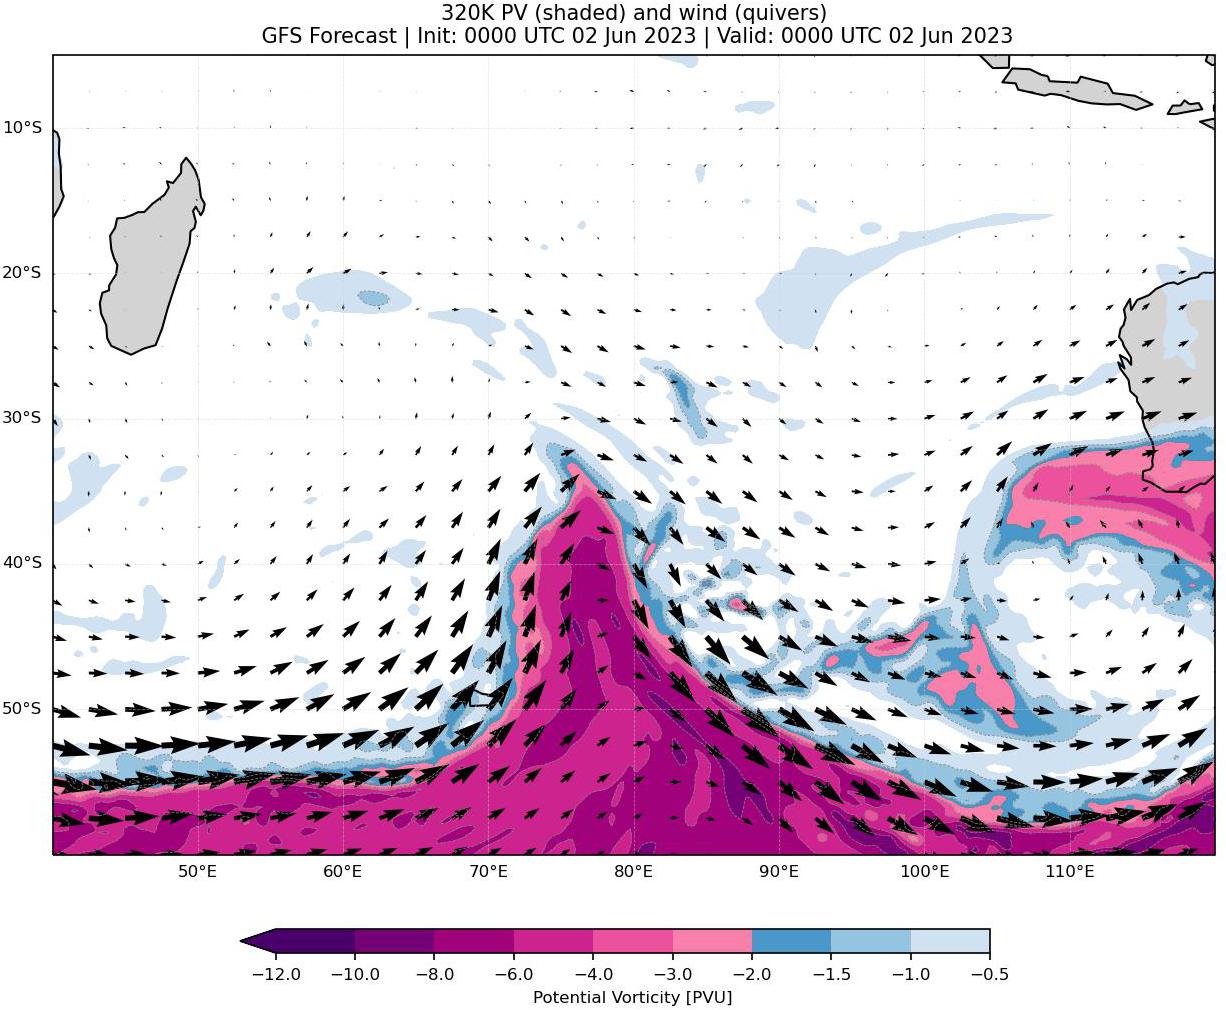 320K PV (shaded) and wind (quivers)
GFS Forecast | Init: 0000 UTC 02 Jun 2023 | Valid: 0000 UTC 02 Jun 2023
10°S
20°S
30°S
40°S
50°S
50°E 60°E 70°E 80°E 90°E 100°E 110°E
−12.0 −10.0 −8.0 −6.0 −4.0 −3.0 −2.0 −1.5 −1.0 −0.5
Potential Vorticity [PVU]